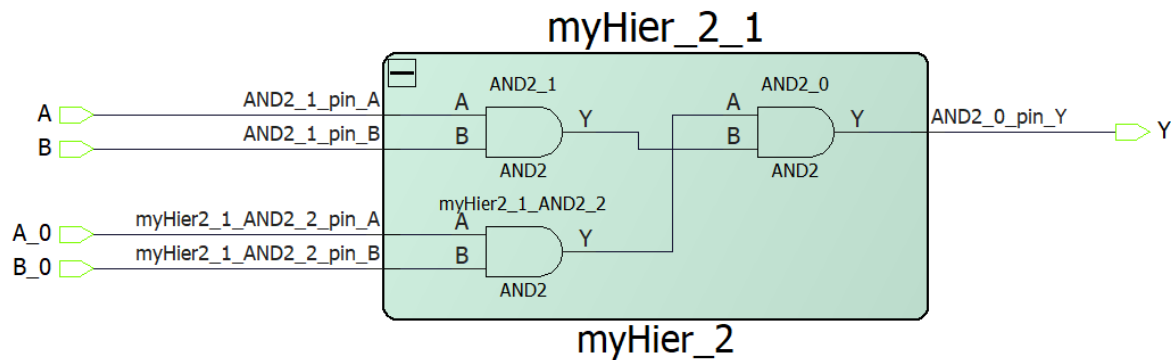 myHier_2_1
AND2_1
AND2_0
AND2_1_pin_A
A
A
A
Y
Y
AND2_0_pin_Y
Y
B
AND2_1_pin_B
B
B
AND2
AND2
myHier2_1_AND2_2
A_0
myHier2_1_AND2_2_pin_A
A
Y
B_0
myHier2_1_AND2_2_pin_B
B
AND2
myHier_2